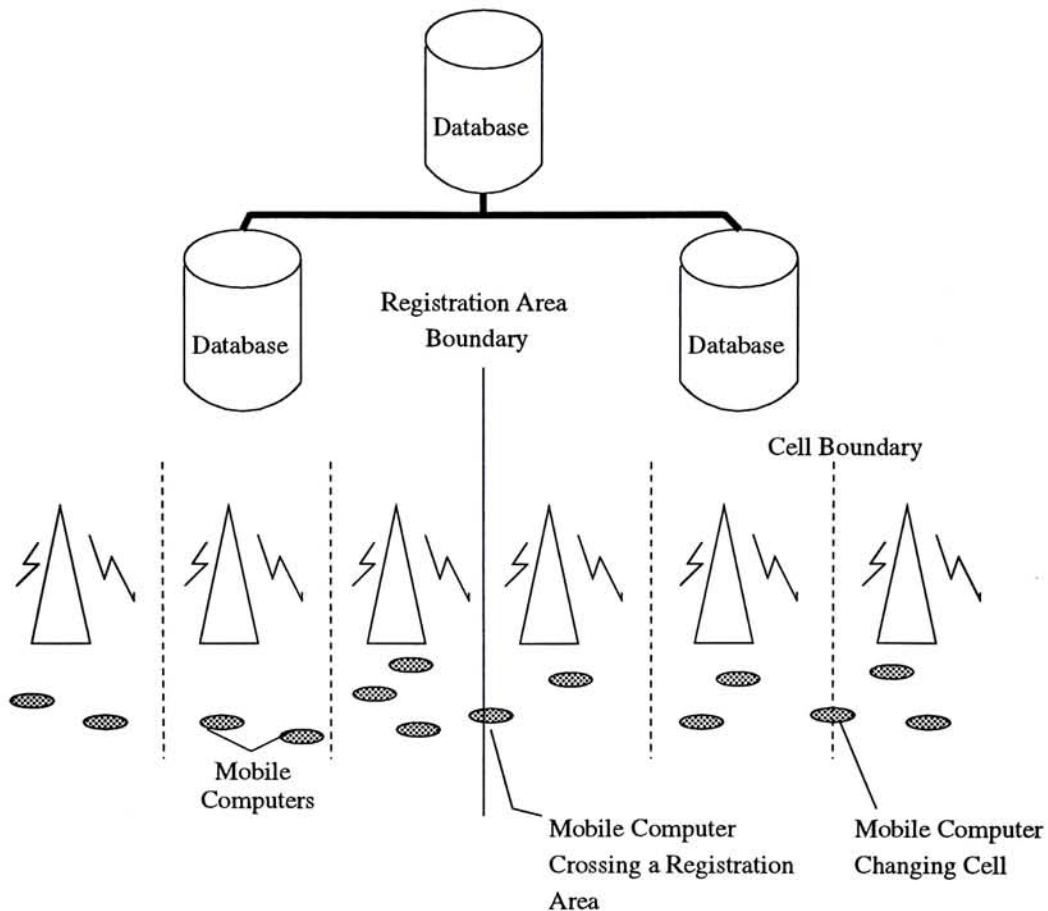 Database
Registration Area
Boundary
Database
Database
Cell Boundary
Mobile
Computers
Mobile Computer
Crossing a Registration
Area
Mobile Computer
Changing Cell